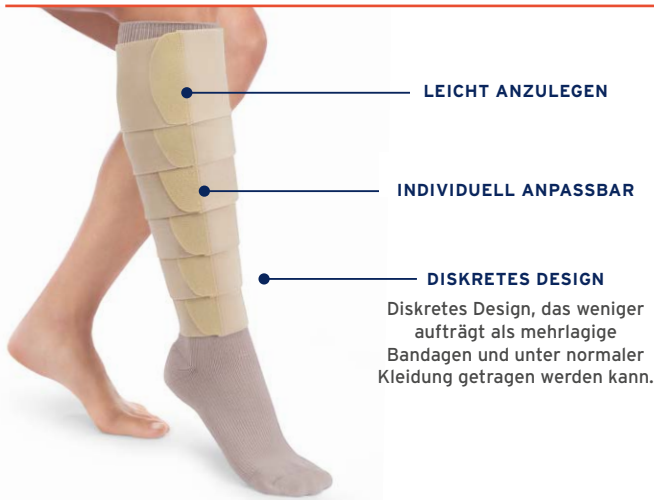 LEICHT ANZULEGEN
INDIVIDUELL ANPASSBAR
DISKRETES DESIGN
Diskretes Design, das weniger
aufträgt als mehrlagige
Bandagen und unter normaler
Kleidung getragen werden kann.